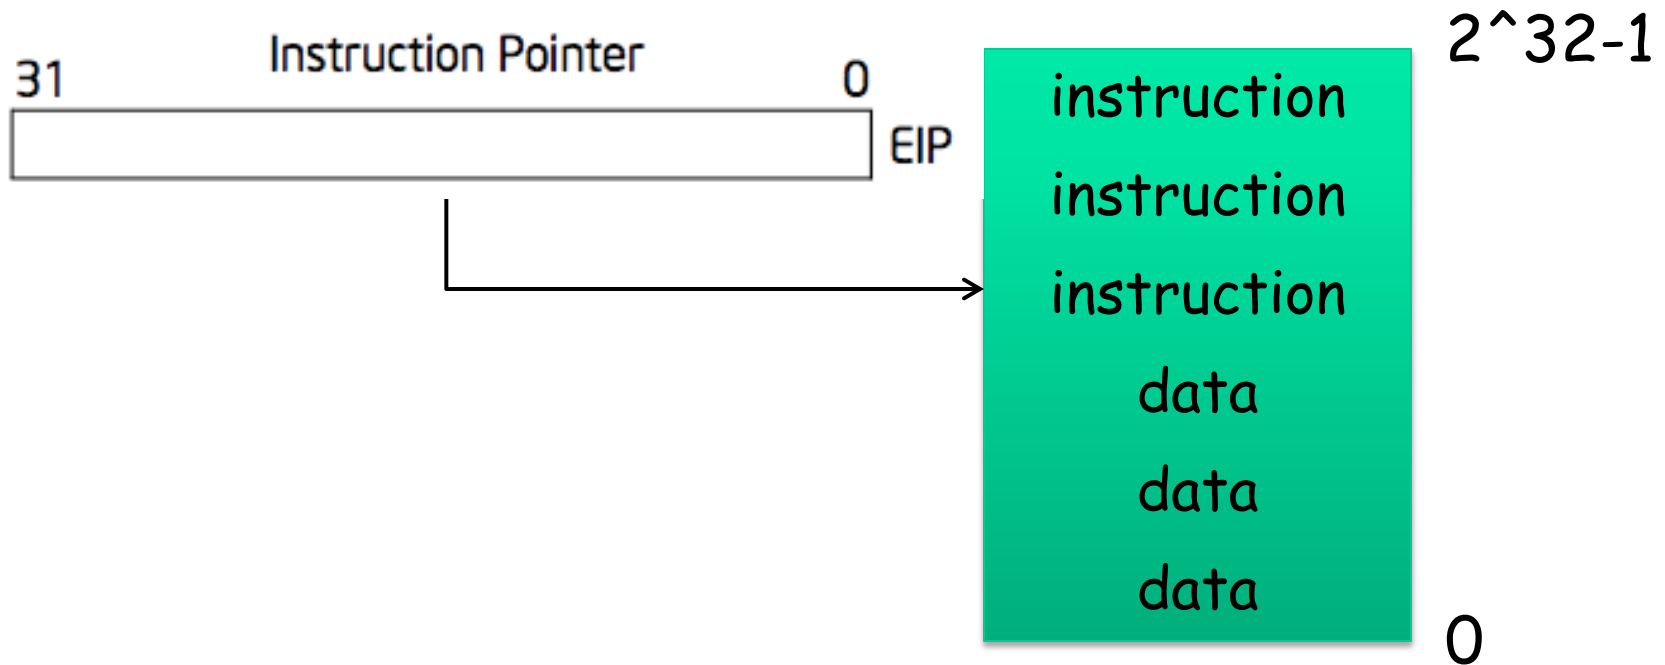 Instruction Pointer
31
0
EIP
2^32-1
instruction
instruction
instruction
data
data
data
0